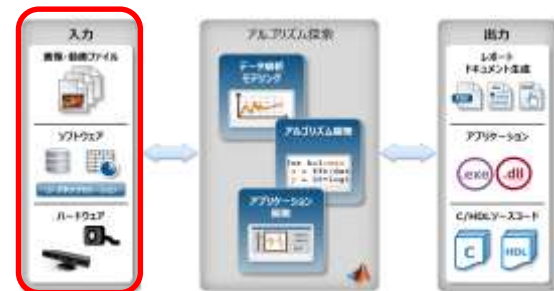 入力
画像・動画ファイル
ソフトウェア
ハードウェア
アルゴリズム探索
データ解析
モデリング
アルゴリズム開発
アプリケーション
開発
出力
レポート
ドキュメント生成
アプリケーション
.exe
.dll
C/HDLソースコード
C
HDL